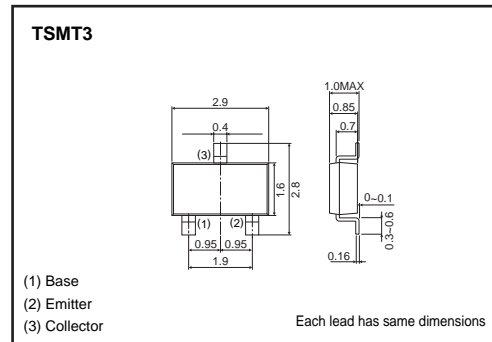 TSMT3
1.0MAX
2.9
0.85
0.4
0.7
(3)
1.6
2.8
0~0.1
(1)
(2)
0.3~0.6
0.95
0.95
0.16
1.9
(1) Base
(2) Emitter
(3) Collector
Each lead has same dimensions